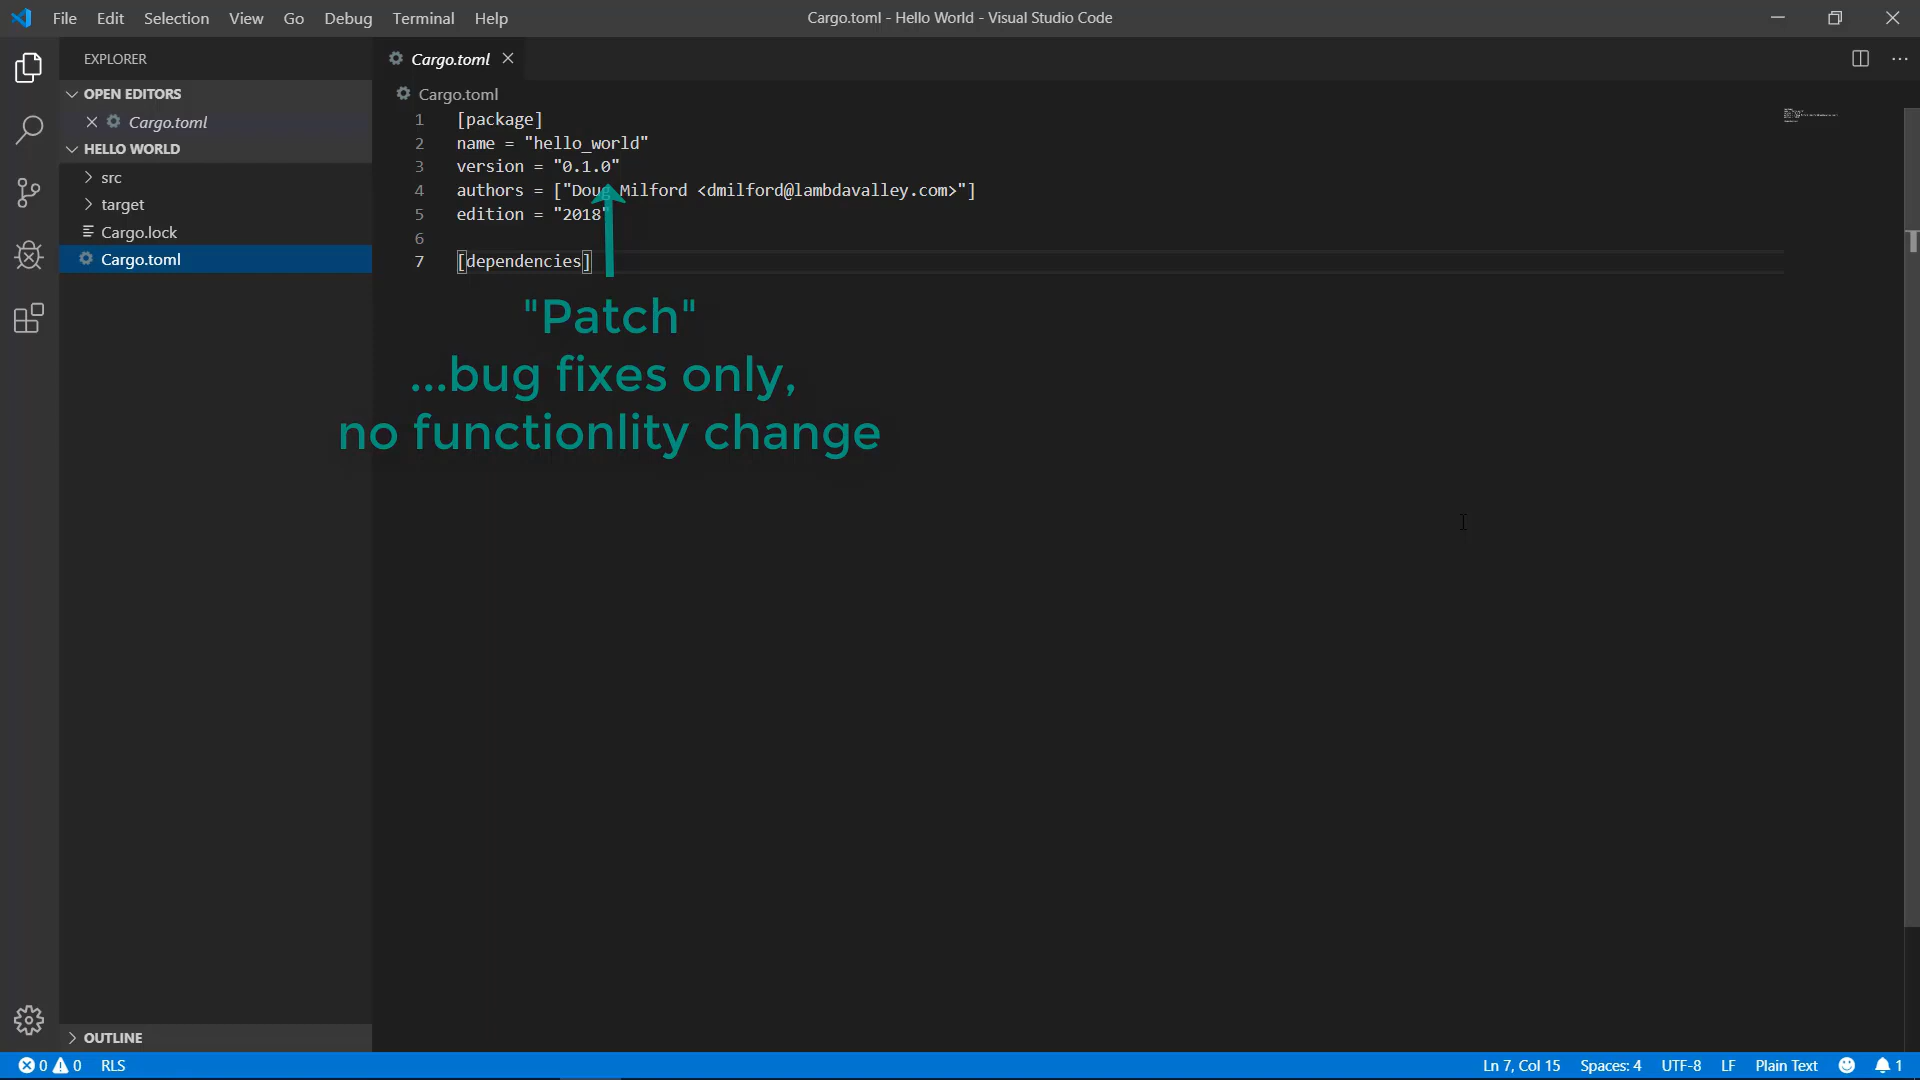 File Edit Selection View Go Debug Terminal Help
Cargo.toml - Hello World - Visual Studio Code
EXPLORER
OPEN EDITORS
Cargo.toml
HELLO WORLD
src
target
Cargo.lock
Cargo.toml
OUTLINE
Cargo.toml
Cargo.toml
1 [package]
2 name = "hello_world"
3 version = "0.1.0"
4 authors = ["Doug Milford <dmilford@lambdavalley.com>"]
5 edition = "2018"
6
7 [dependencies]
"Patch"
...bug fixes only,
no functionlity change
0 0 RLS
Ln 7, Col 15 Spaces: 4 UTF-8 LF Plain Text 1